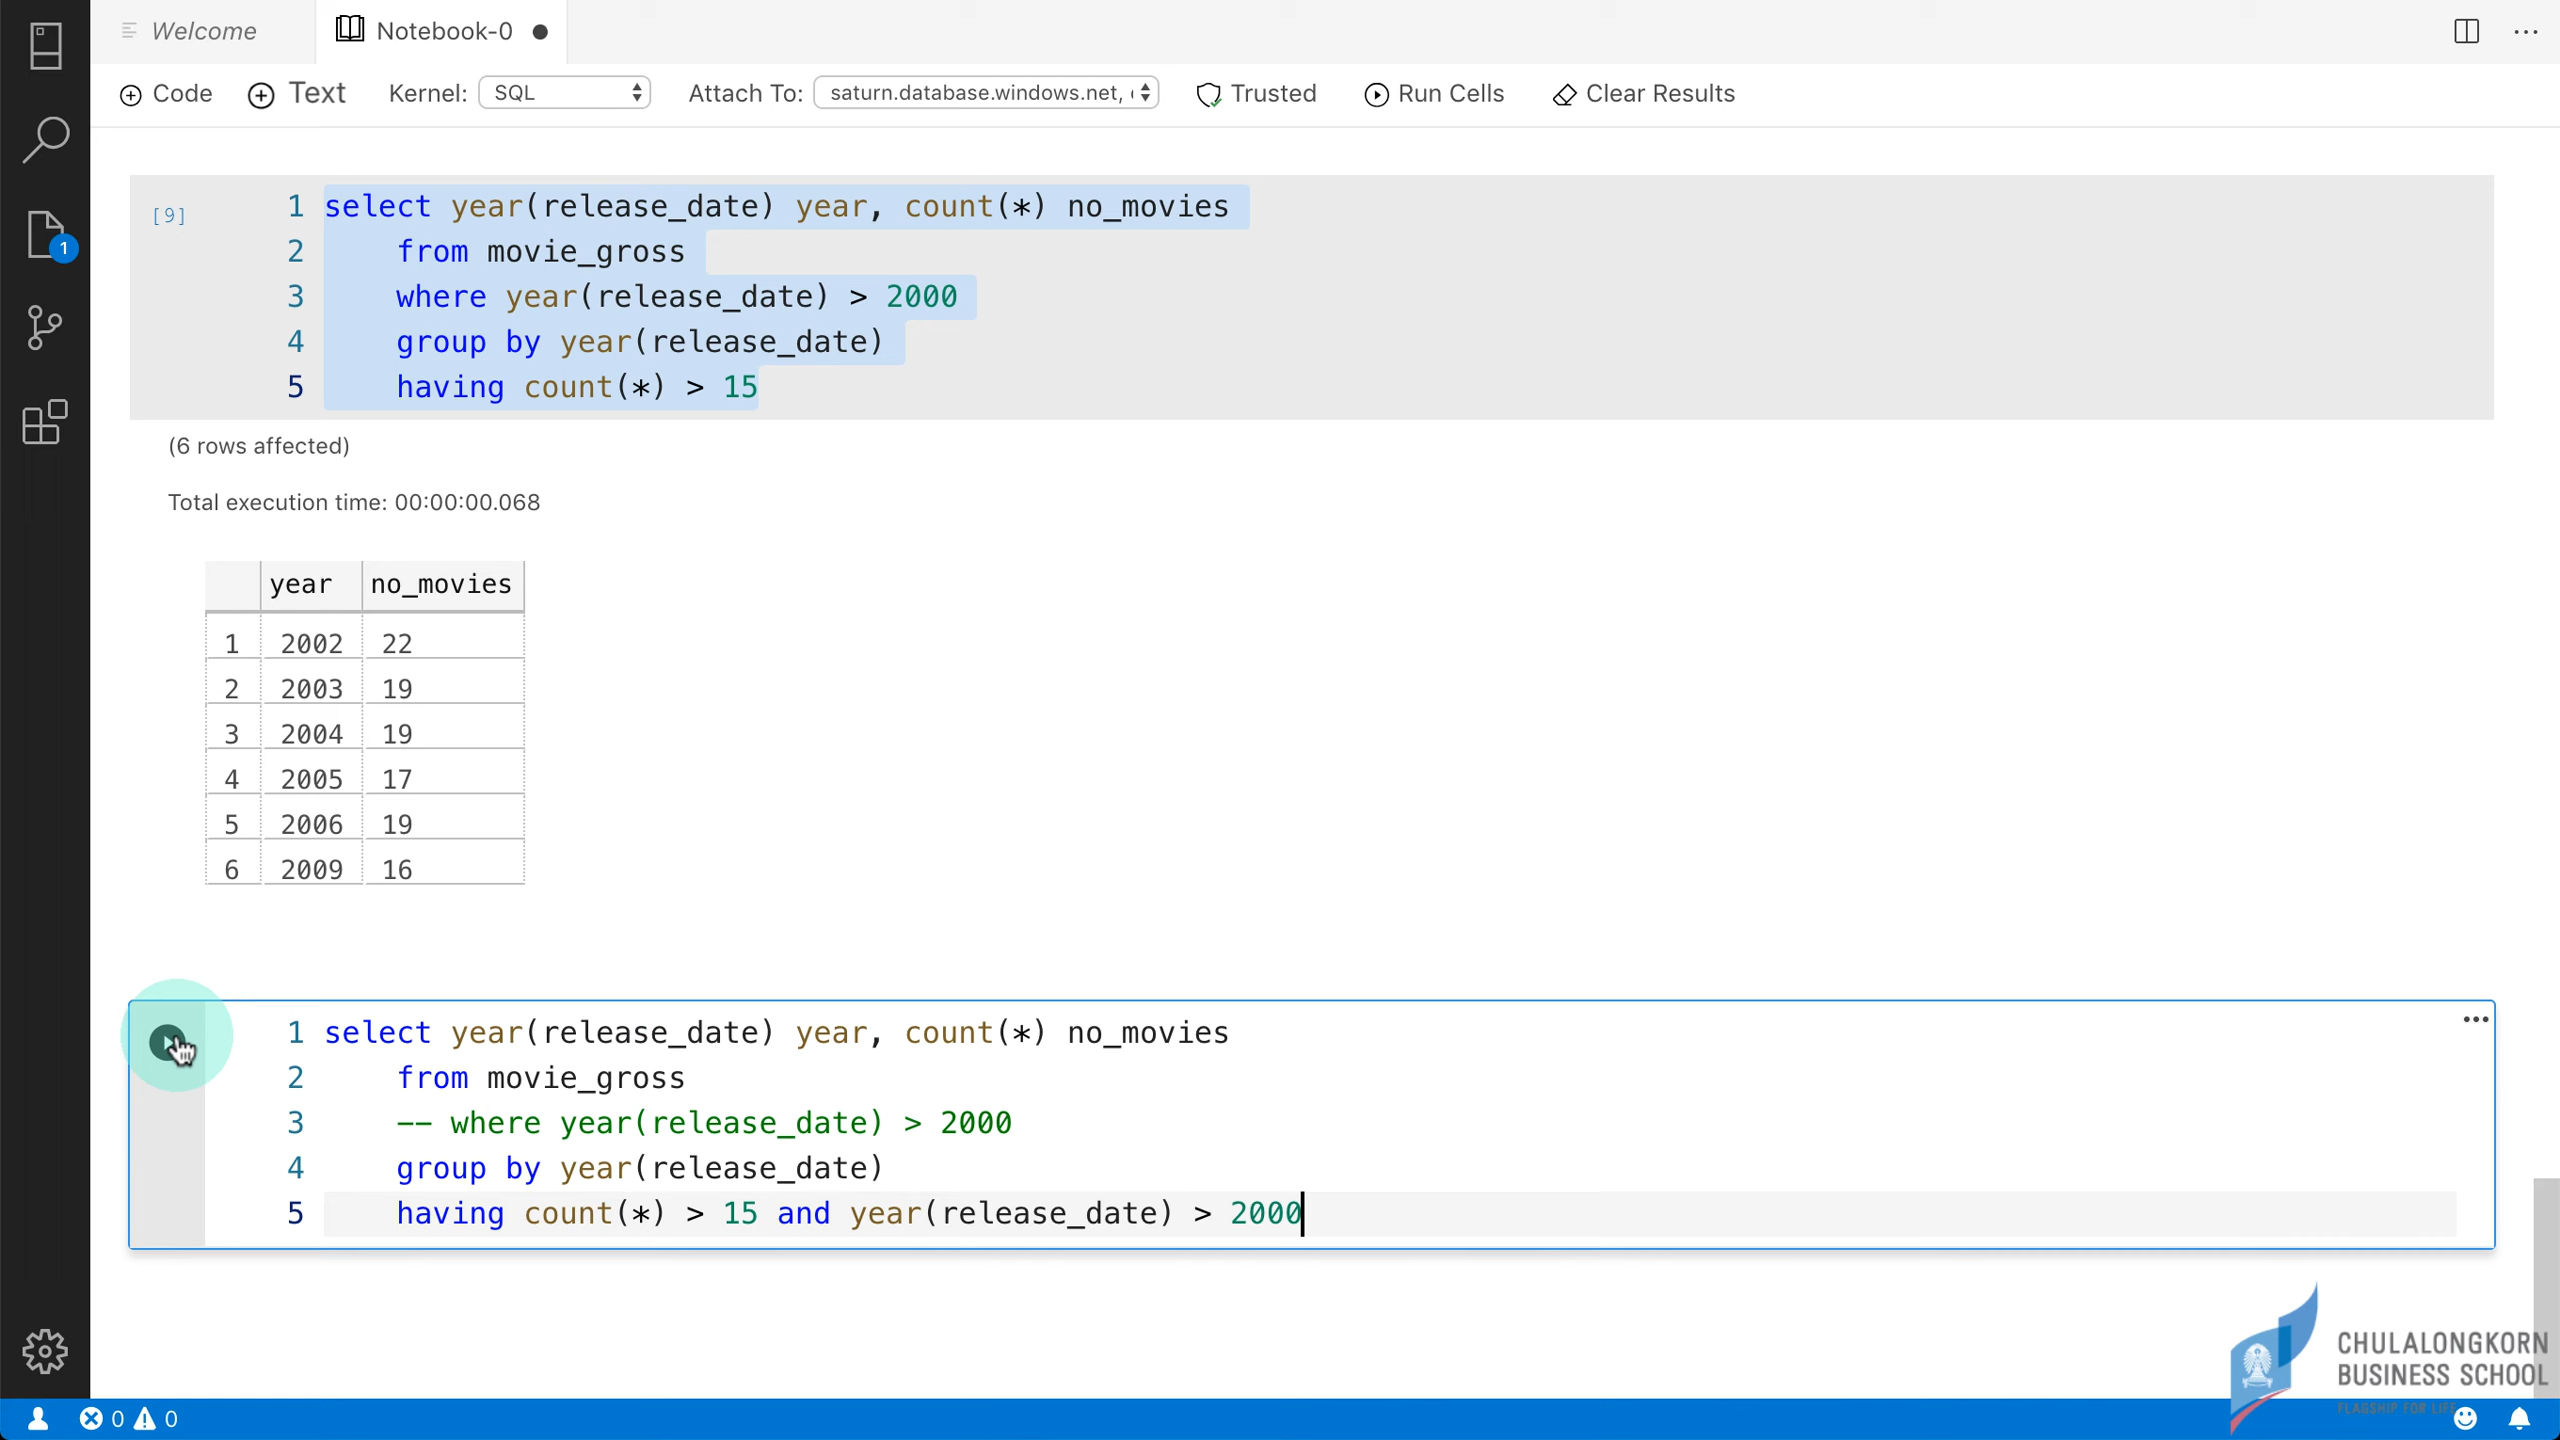 Welcome
Notebook-0
Code Text Kernel: SQL Attach To: saturn.database.windows.net, Trusted Run Cells Clear Results
1
[9]
1 select year(release_date) year, count(*) no_movies
2 from movie_gross
3 where year(release_date) > 2000
4 group by year(release_date)
5 having count(*) > 15
(6 rows affected)
Total execution time: 00:00:00.068
year no_movies
1 2002 22
2 2003 19
3 2004 19
4 2005 17
5 2006 19
6 2009 16
1 select year(release_date) year, count(*) no_movies
2 from movie_gross
3 -- where year(release_date) > 2000
4 group by year(release_date)
5 having count(*) > 15 and year(release_date) > 2000
CHULALONGKORN
BUSINESS SCHOOL
FLAGSHIP FOR LIFE
0 0